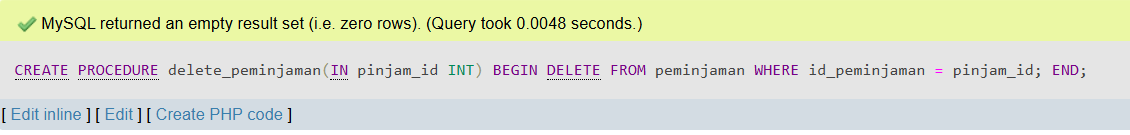 MySQL returned an empty result set (i.e. zero rows). (Query took 0.0048 seconds.)
CREATE PROCEDURE delete_peminjaman(IN pinjam_id INT) BEGIN DELETE FROM peminjaman WHERE id_peminjaman = pinjam_id; END;
[ Edit inline ] [ Edit ] [ Create PHP code ]